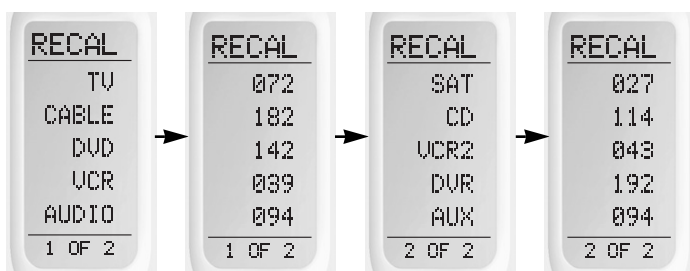 RECAL
TV
CABLE
DVD
VCR
AUDIO
1 OF 2
RECAL
072
182
142
039
094
1 OF 2
RECAL
SAT
CD
VCR2
DVR
AUX
2 OF 2
RECAL
027
114
043
192
094
2 OF 2